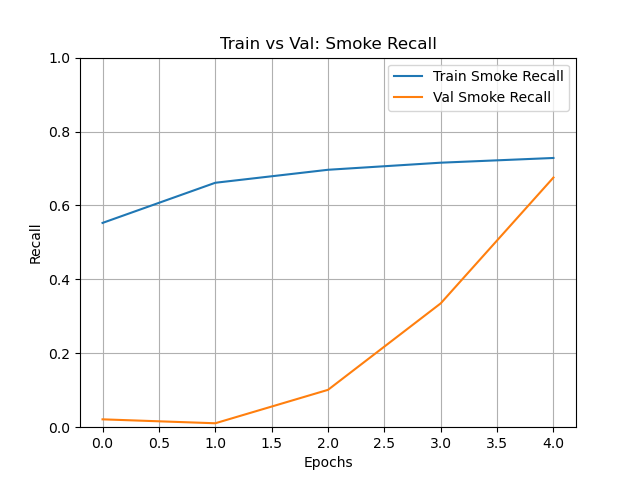 Train vs Val: Smoke Recall
Train Smoke Recall
Val Smoke Recall
Recall
1.0
0.8
0.6
0.4
0.2
0.0
0.0 0.5 1.0 1.5 2.0 2.5 3.0 3.5 4.0
Epochs